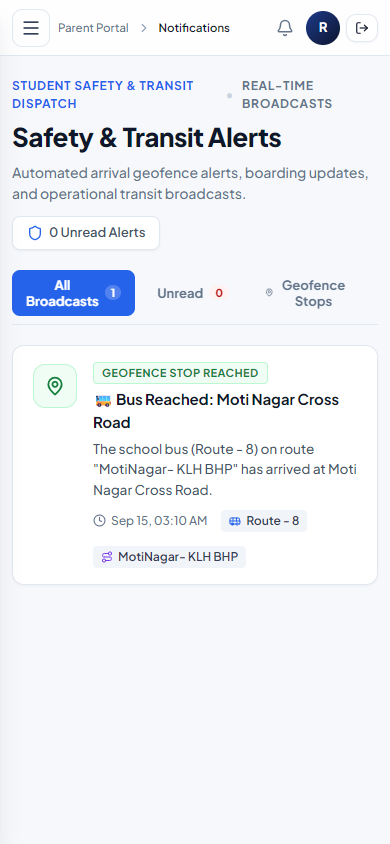 Parent Portal > Notifications
R
STUDENT SAFETY & TRANSIT DISPATCH
REAL-TIME BROADCASTS
Safety & Transit Alerts
Automated arrival geofence alerts, boarding updates,
and operational transit broadcasts.
0 Unread Alerts
All Broadcasts 1
Unread 0
Geofence Stops
GEOFENCE STOP REACHED
🚌 Bus Reached: Moti Nagar Cross
Road
The school bus (Route - 8) on route
"MotiNagar- KLH BHP" has arrived at Moti
Nagar Cross Road.
Sep 15, 03:10 AM
Route - 8
MotiNagar- KLH BHP